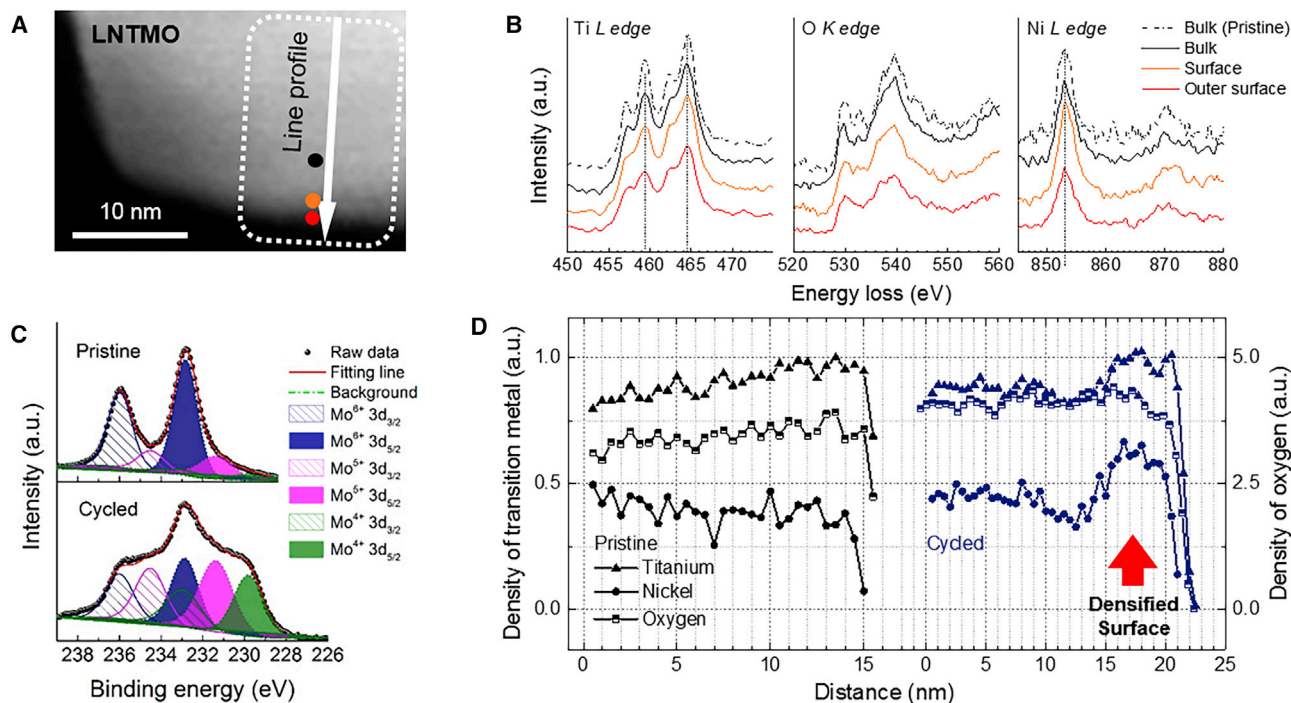 A
LNTMO
Line profile
10 nm
B
Ti L edge
O K edge
Ni L edge
Bulk (Pristine)
Bulk
Surface
Outer surface
Intensity (a.u.)
450 455 460 465 470
520 530 540 550 560
850 860 870 880
Energy loss (eV)
C
Pristine
Raw data
Fitting line
Background
Mo⁶⁺ 3d₃/₂
Mo⁶⁺ 3d₅/₂
Mo⁵⁺ 3d₃/₂
Mo⁵⁺ 3d₅/₂
Mo⁴⁺ 3d₃/₂
Mo⁴⁺ 3d₅/₂
Cycled
Intensity (a.u.)
238 236 234 232 230 228 226
Binding energy (eV)
D
Density of transition metal (a.u.)
1.0
0.5
0.0
Pristine
Titanium
Nickel
Oxygen
Cycled
Densified
Surface
5.0
2.5
0.0
Density of oxygen (a.u.)
0 5 10 15 0 5 10 15 20 25
Distance (nm)